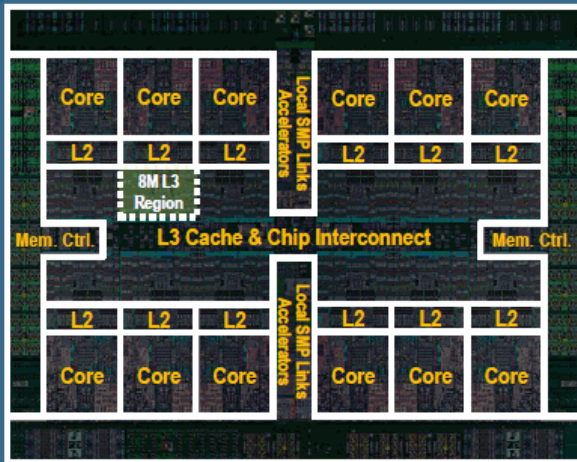 Core Core Core Core Core Core
Local SMP Links
Accelerators
L2 L2 L2 L2 L2 L2
8M L3
Region
Mem. Ctrl. L3 Cache & Chip Interconnect Mem. Ctrl.
Local SMP Links
Accelerators
L2 L2 L2 L2 L2 L2
Core Core Core Core Core Core